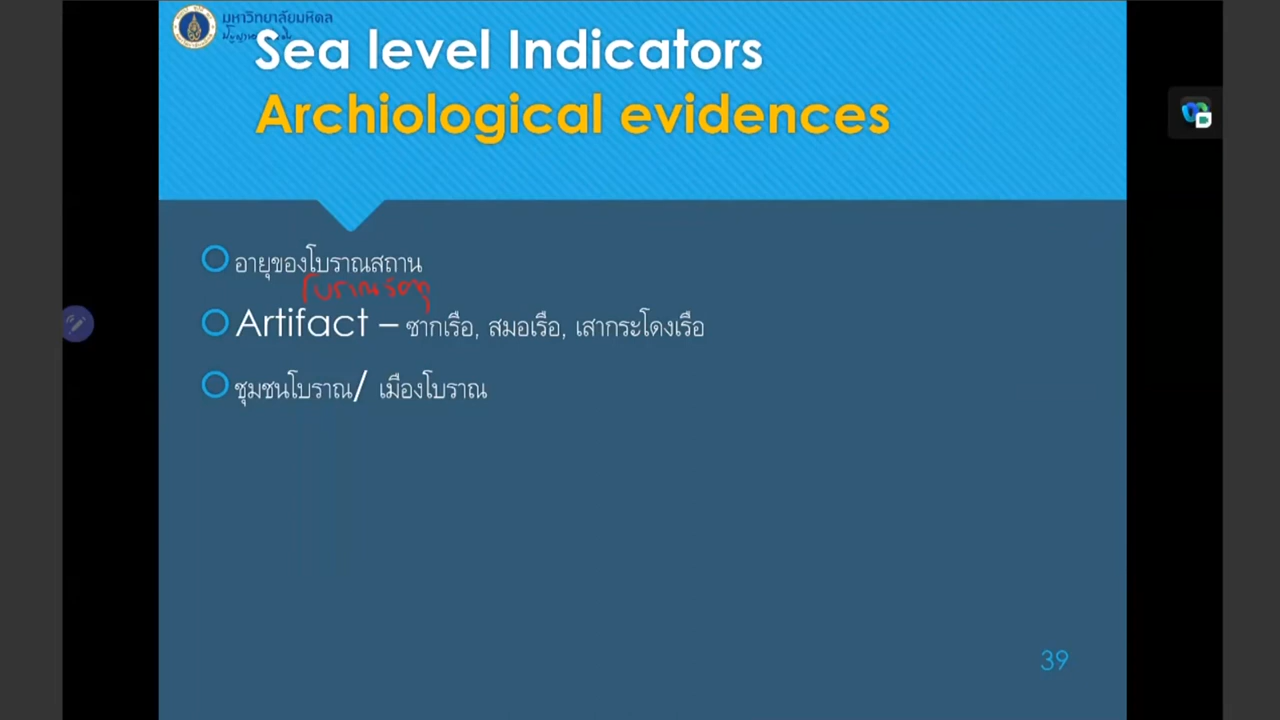 มหาวิทยาลัยมหิดล
Sea level Indicators
Archiological evidences
อายุของโบราณสถาน
โบราณวัตถุ
Artifact – ซากเรือ, สมอเรือ, เสากระโดงเรือ
ชุมชนโบราณ/ เมืองโบราณ
39